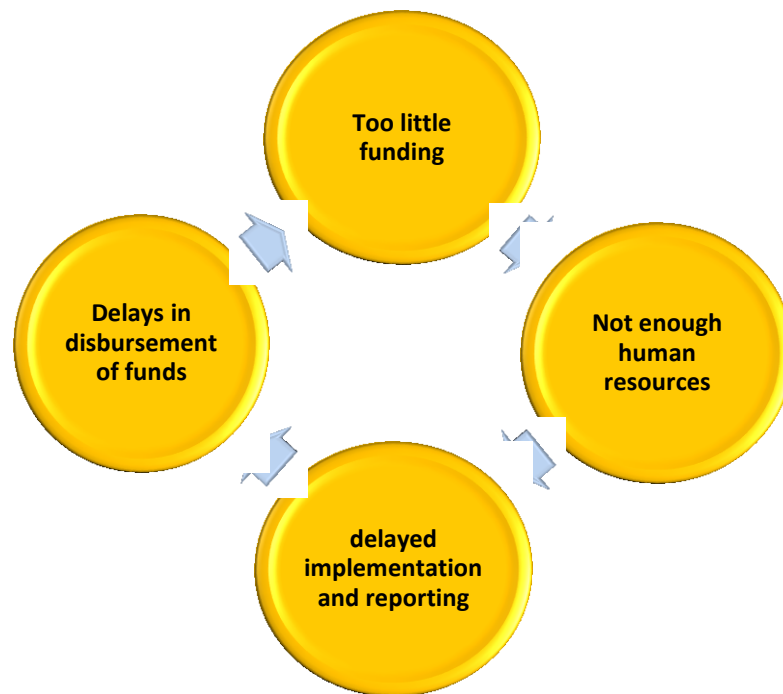 Too little
funding
Not enough
human
resources
delayed
implementation
and reporting
Delays in
disbursement
of funds